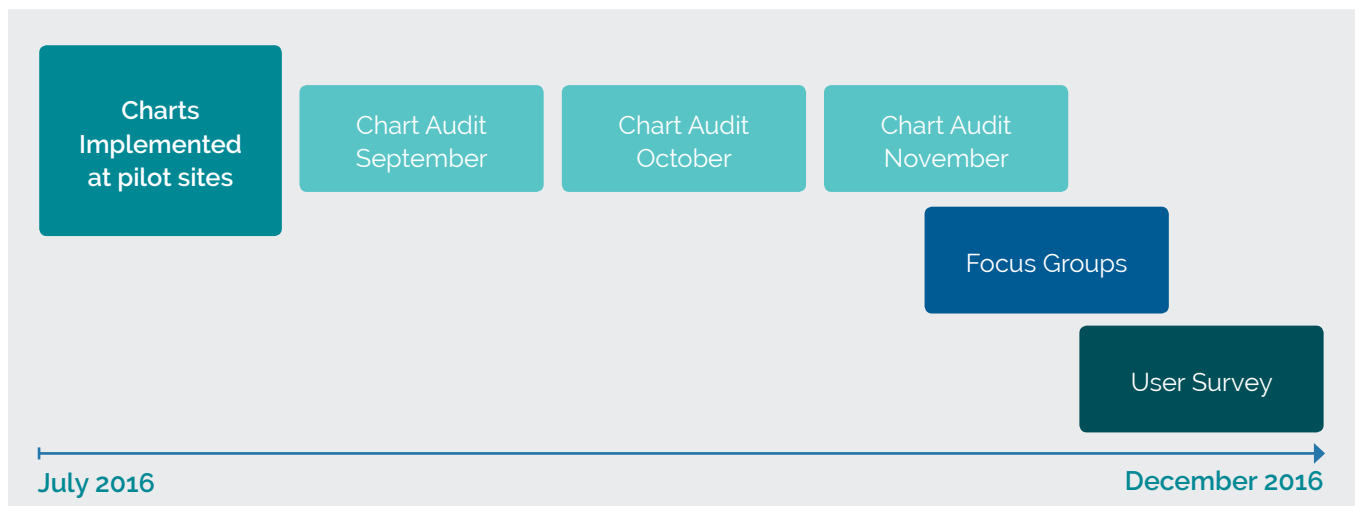 Charts
Implemented
at pilot sites
Chart Audit
September
Chart Audit
October
Chart Audit
November
Focus Groups
User Survey
July 2016
December 2016